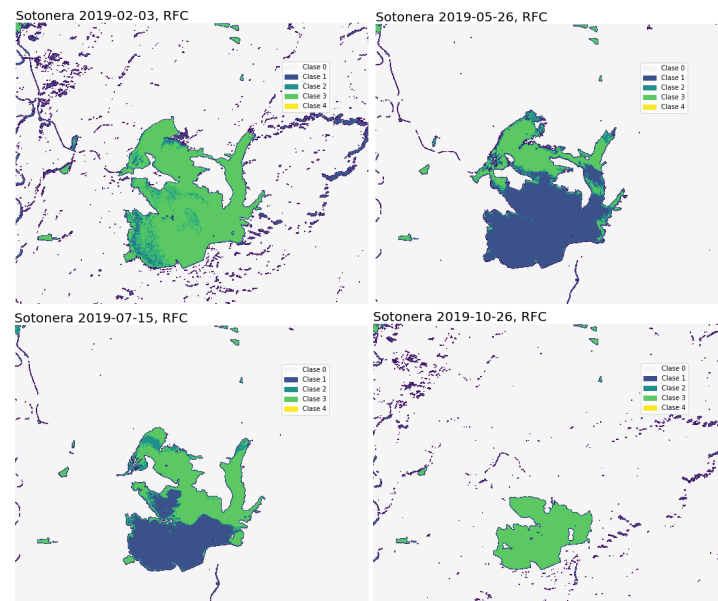 Sotonera 2019-02-03, RFC
Clase 0
Clase 1
Clase 2
Clase 3
Clase 4
Sotonera 2019-05-26, RFC
Clase 0
Clase 1
Clase 2
Clase 3
Clase 4
Sotonera 2019-07-15, RFC
Clase 0
Clase 1
Clase 2
Clase 3
Clase 4
Sotonera 2019-10-26, RFC
Clase 0
Clase 1
Clase 2
Clase 3
Clase 4